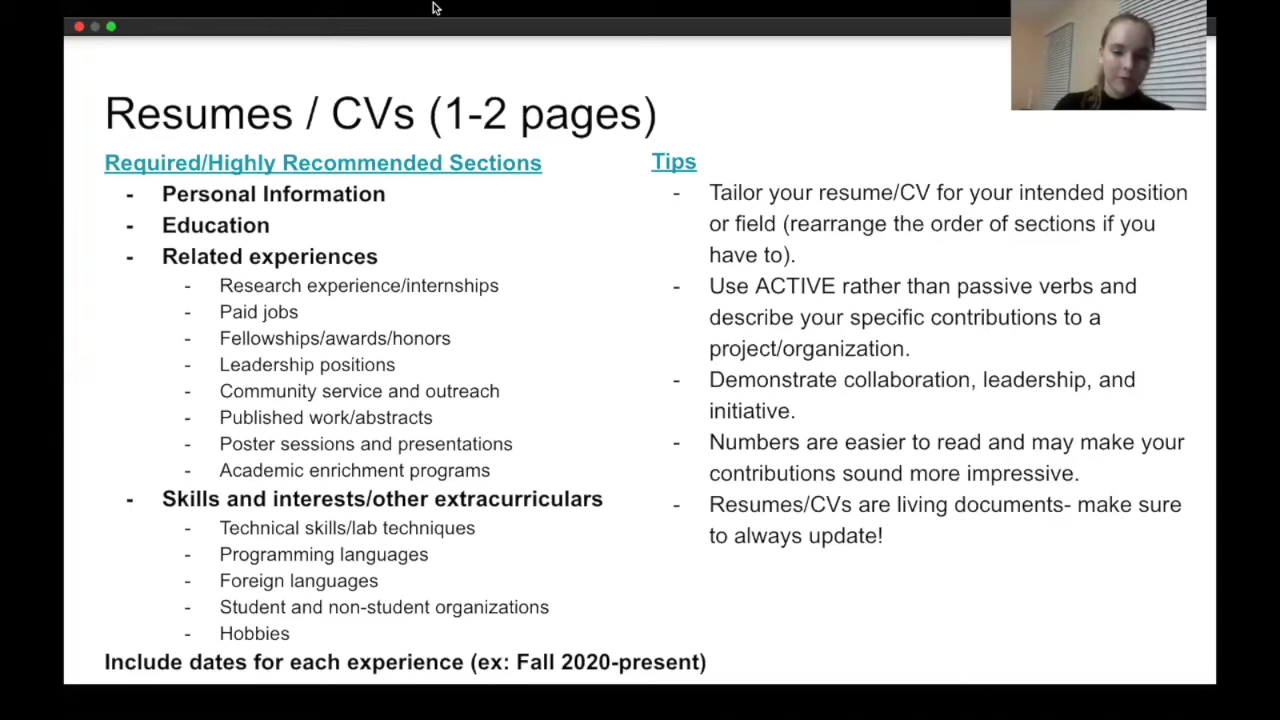 Resumes / CVs (1-2 pages)
Required/Highly Recommended Sections
- Personal Information
- Education
- Related experiences
- Research experience/internships
- Paid jobs
- Fellowships/awards/honors
- Leadership positions
- Community service and outreach
- Published work/abstracts
- Poster sessions and presentations
- Academic enrichment programs
- Skills and interests/other extracurriculars
- Technical skills/lab techniques
- Programming languages
- Foreign languages
- Student and non-student organizations
- Hobbies
Include dates for each experience (ex: Fall 2020-present)
Tips
- Tailor your resume/CV for your intended position
or field (rearrange the order of sections if you
have to).
- Use ACTIVE rather than passive verbs and
describe your specific contributions to a
project/organization.
- Demonstrate collaboration, leadership, and
initiative.
- Numbers are easier to read and may make your
contributions sound more impressive.
- Resumes/CVs are living documents- make sure
to always update!